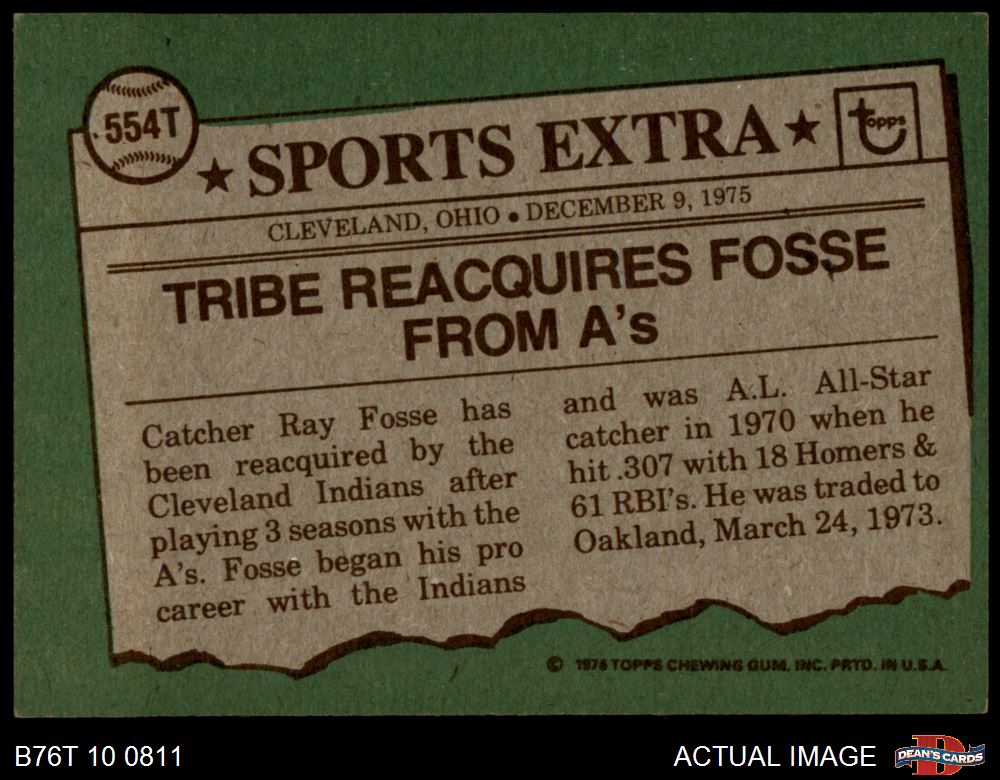 554T
★ SPORTS EXTRA ★
topps
CLEVELAND, OHIO • DECEMBER 9, 1975
TRIBE REACQUIRES FOSSE
FROM A's
Catcher Ray Fosse has
been reacquired by the
Cleveland Indians after
playing 3 seasons with the
A's. Fosse began his pro
career with the Indians
and was A.L. All-Star
catcher in 1970 when he
hit .307 with 18 Homers &
61 RBI's. He was traded to
Oakland, March 24, 1973.
© 1976 TOPPS CHEWING GUM, INC. PRTD. IN U.S.A.
B76T 10 0811
ACTUAL IMAGE
DEAN'S CARDS